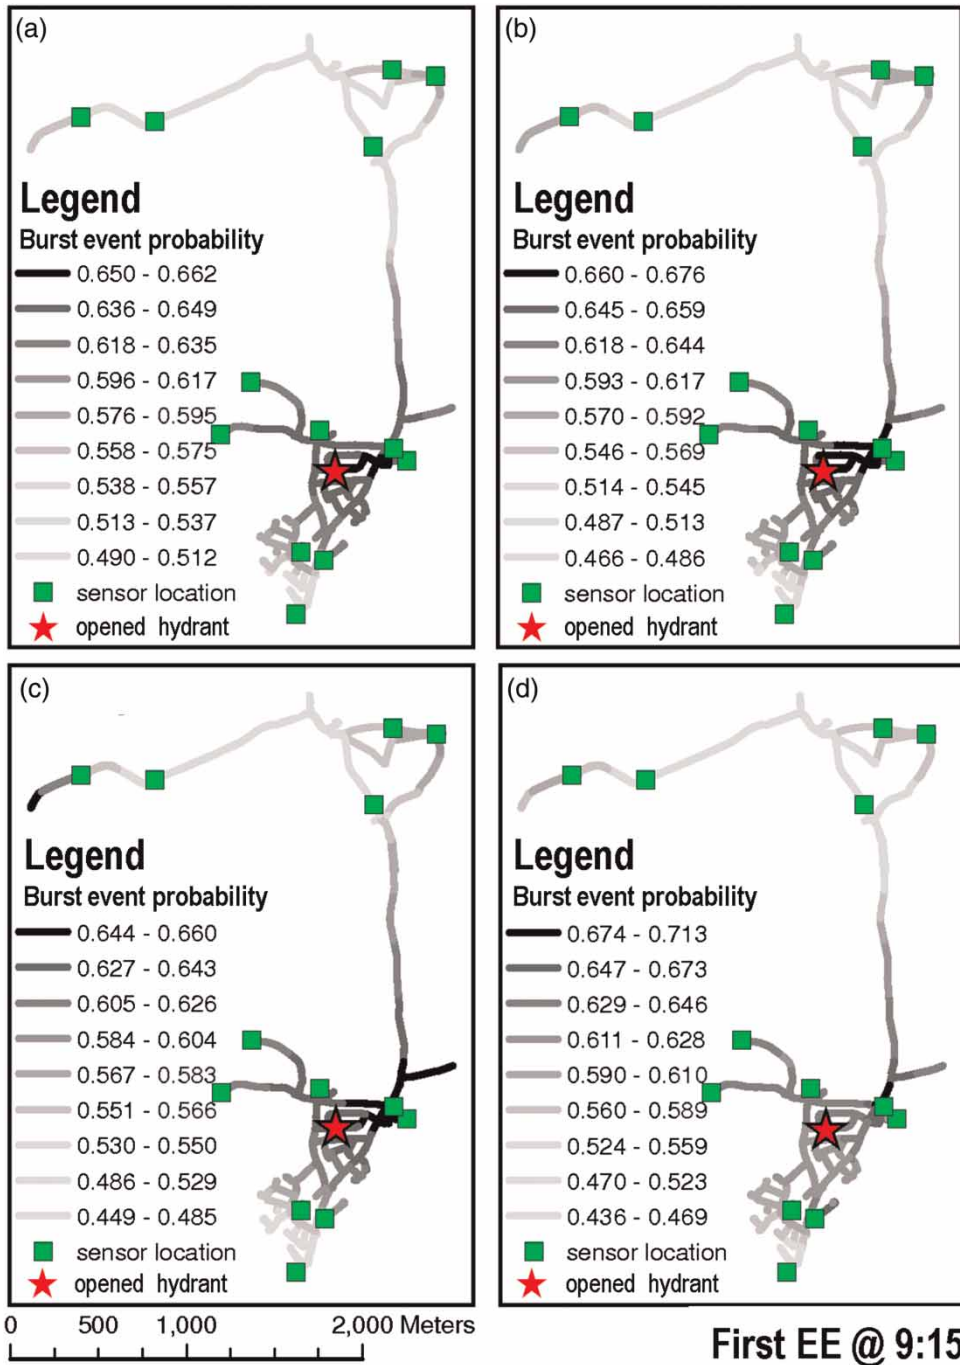 (a)
Legend
Burst event probability
0.650 - 0.662
0.636 - 0.649
0.618 - 0.635
0.596 - 0.617
0.576 - 0.595
0.558 - 0.575
0.538 - 0.557
0.513 - 0.537
0.490 - 0.512
sensor location
opened hydrant
(b)
Legend
Burst event probability
0.660 - 0.676
0.645 - 0.659
0.618 - 0.644
0.593 - 0.617
0.570 - 0.592
0.546 - 0.569
0.514 - 0.545
0.487 - 0.513
0.466 - 0.486
sensor location
opened hydrant
(c)
Legend
Burst event probability
0.644 - 0.660
0.627 - 0.643
0.605 - 0.626
0.584 - 0.604
0.567 - 0.583
0.551 - 0.566
0.530 - 0.550
0.486 - 0.529
0.449 - 0.485
sensor location
opened hydrant
(d)
Legend
Burst event probability
0.674 - 0.713
0.647 - 0.673
0.629 - 0.646
0.611 - 0.628
0.590 - 0.610
0.560 - 0.589
0.524 - 0.559
0.470 - 0.523
0.436 - 0.469
sensor location
opened hydrant
0 500 1,000 2,000 Meters
First EE @ 9:15